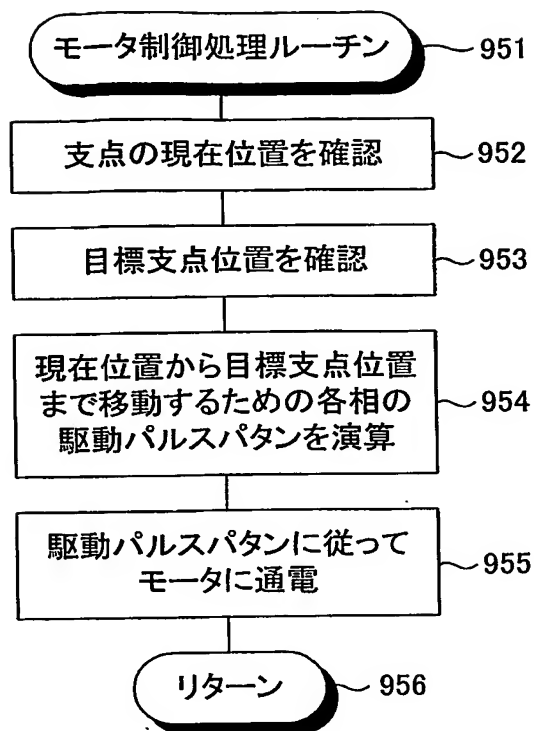 モータ制御処理ルーチン 951
支点の現在位置を確認 952
目標支点位置を確認 953
現在位置から目標支点位置
まで移動するための各相の 954
駆動パルスパタンを演算
駆動パルスパタンに従って
モータに通電 955
リターン 956